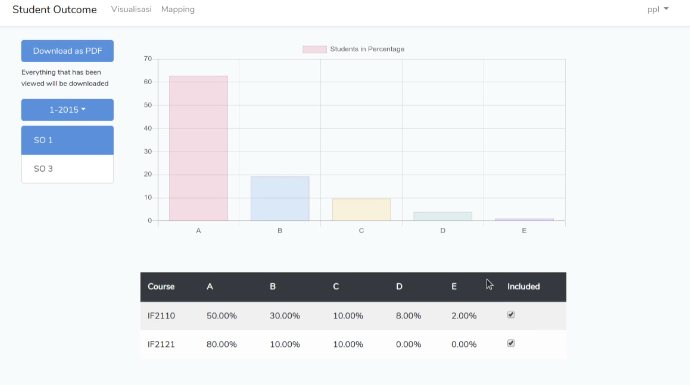 Student Outcome Visualisasi Mapping ppl
Download as PDF
Everything that has been
viewed will be downloaded
1-2015
SO 1
SO 3
Students in Percentage
70
60
50
40
30
20
10
0
A B C D E
Course A B C D E Included
IF2110 50.00% 30.00% 10.00% 8.00% 2.00%
IF2121 80.00% 10.00% 10.00% 0.00% 0.00%